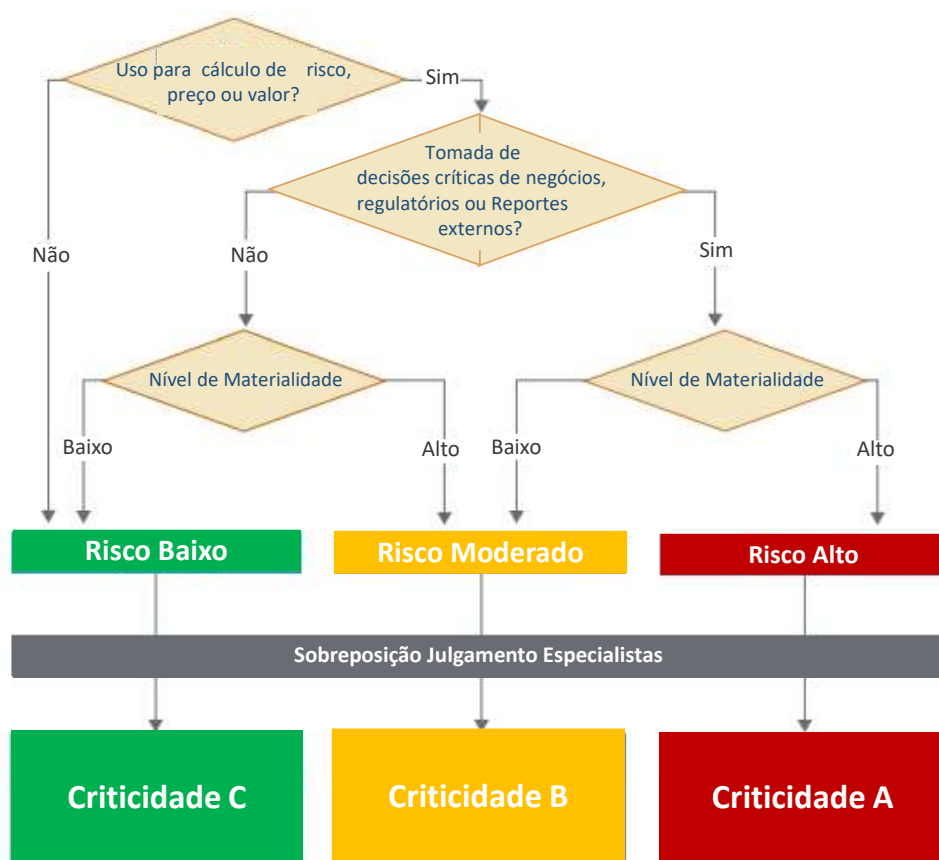 Uso para cálculo de risco,
preço ou valor?
Sim
Tomada de
decisões críticas de negócios,
regulatórios ou Reportes
externos?
Não
Não
Sim
Nível de Materialidade
Nível de Materialidade
Baixo
Alto
Baixo
Alto
Risco Baixo
Risco Moderado
Risco Alto
Sobreposição Julgamento Especialistas
Criticidade C
Criticidade B
Criticidade A